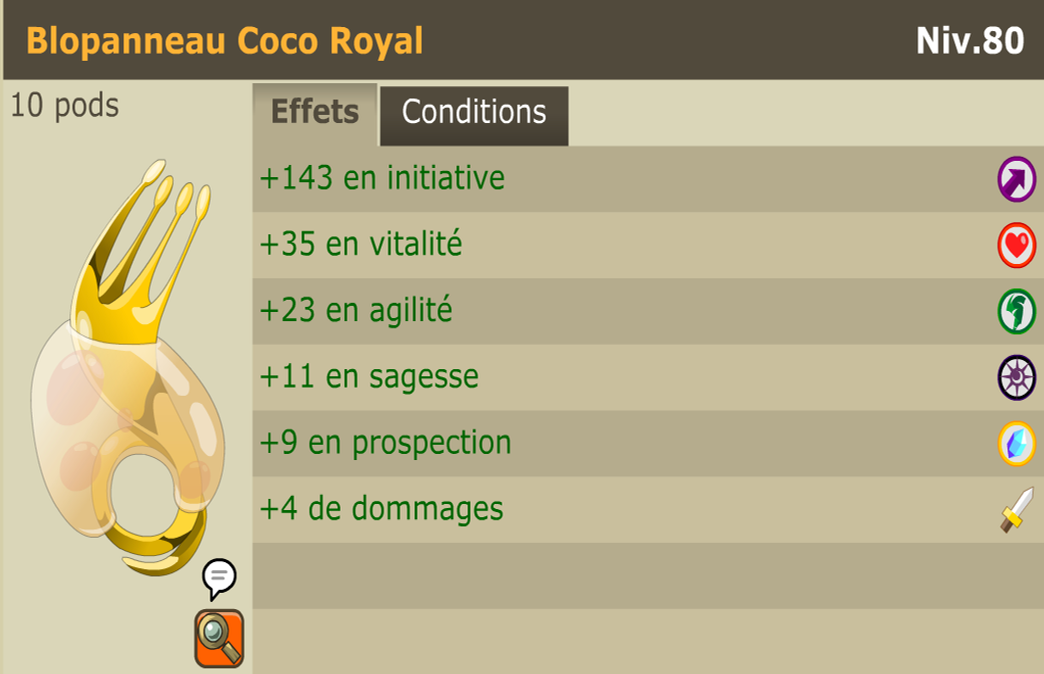 Blopanneau Coco Royal
Niv.80
10 pods
Effets
Conditions
+143 en initiative
+35 en vitalité
+23 en agilité
+11 en sagesse
+9 en prospection
+4 de dommages